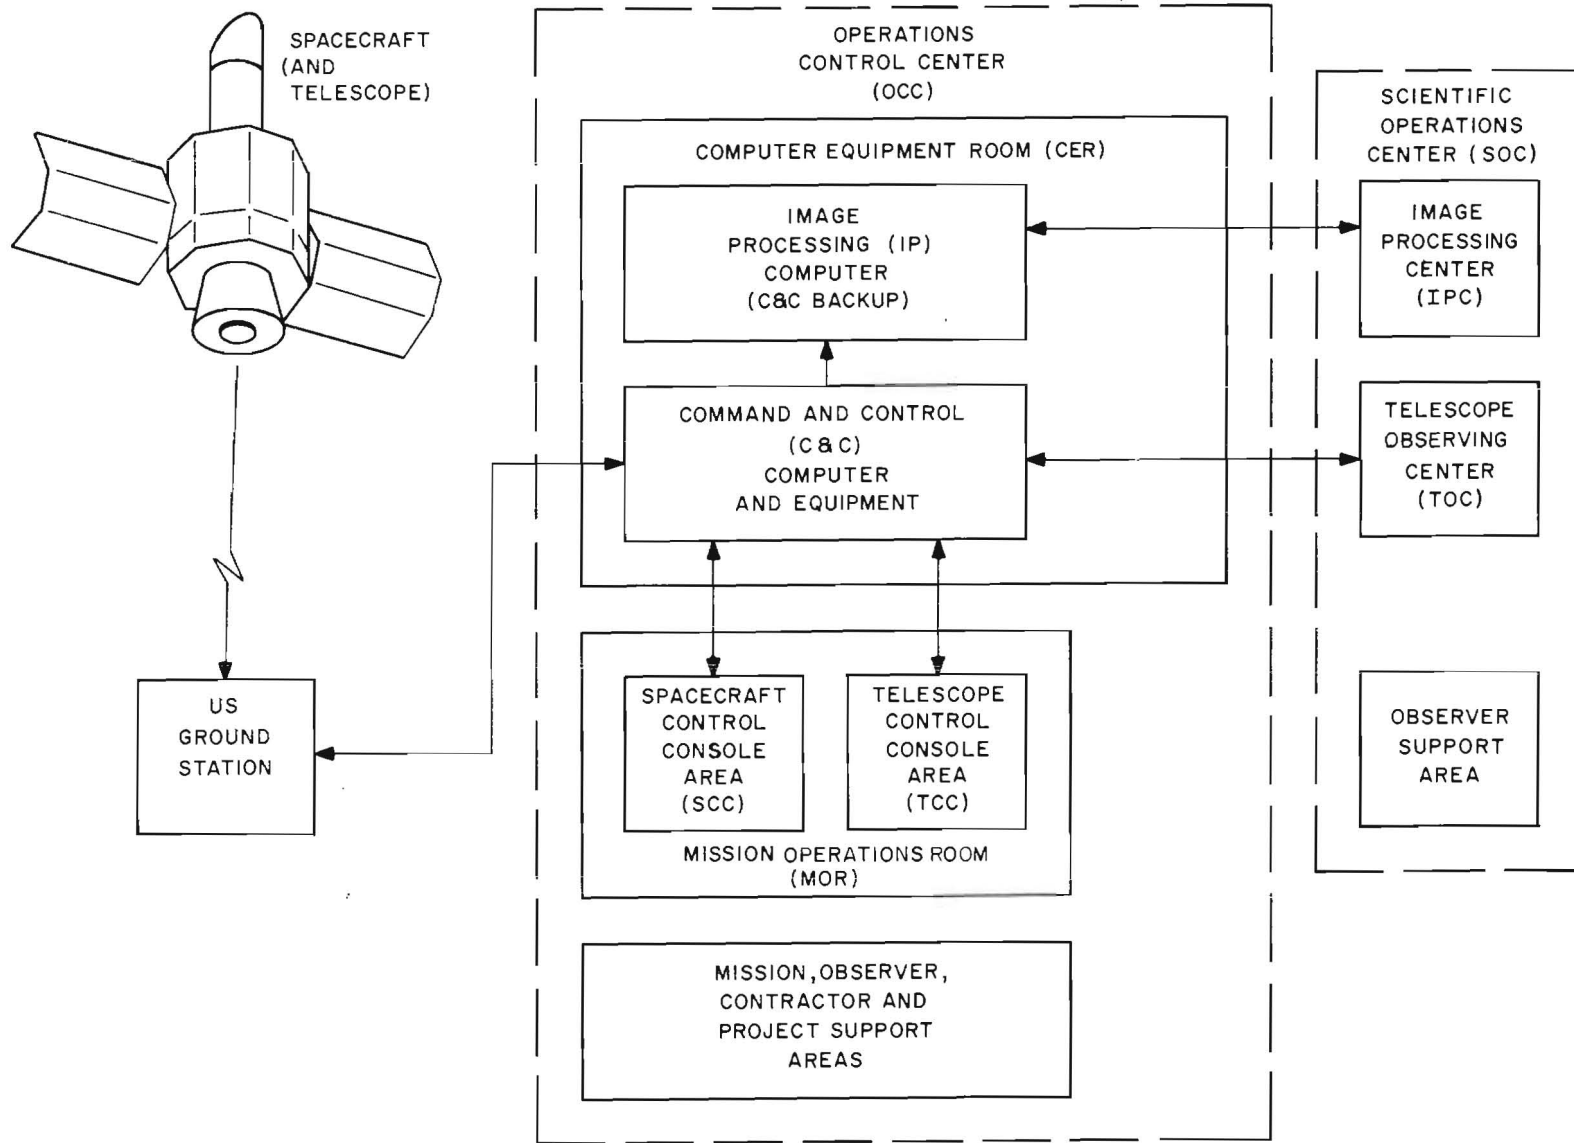 SPACECRAFT
(AND
TELESCOPE)
OPERATIONS
CONTROL CENTER
(OCC)
COMPUTER EQUIPMENT ROOM (CER)
IMAGE
PROCESSING (IP)
COMPUTER
(C&C BACKUP)
COMMAND AND CONTROL
(C&C)
COMPUTER
AND EQUIPMENT
SCIENTIFIC
OPERATIONS
CENTER (SOC)
IMAGE
PROCESSING
CENTER
(IPC)
TELESCOPE
OBSERVING
CENTER
(TOC)
US
GROUND
STATION
SPACECRAFT
CONTROL
CONSOLE
AREA
(SCC)
TELESCOPE
CONTROL
CONSOLE
AREA
(TCC)
MISSION OPERATIONS ROOM
(MOR)
OBSERVER
SUPPORT
AREA
MISSION, OBSERVER,
CONTRACTOR AND
PROJECT SUPPORT
AREAS